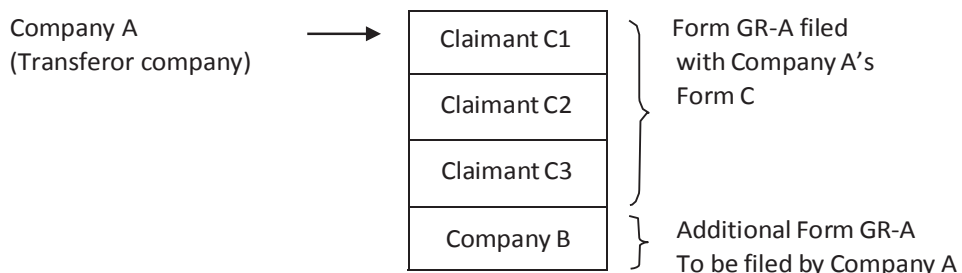 Company A
(Transferor company)
Claimant C1
Claimant C2
Claimant C3
Company B
Form GR-A filed
with Company A's
Form C
Additional Form GR-A
To be filed by Company A